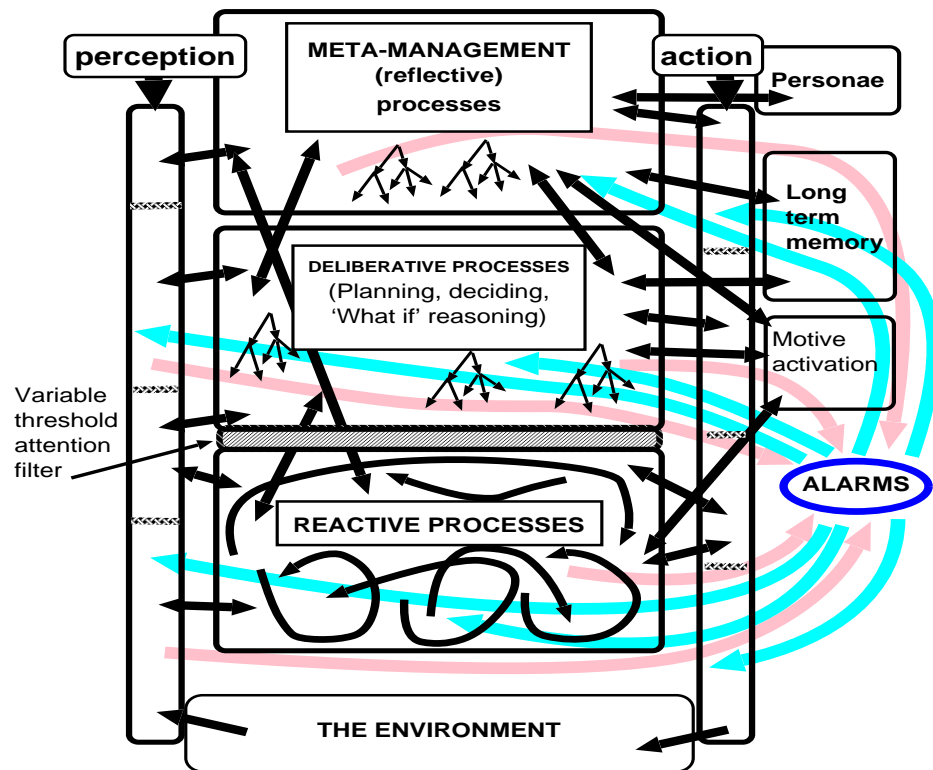 perception
META-MANAGEMENT
(reflective)
processes
action
Personae
Long
term
memory
DELIBERATIVE PROCESSES
(Planning, deciding,
‘What if’ reasoning)
Motive
activation
Variable
threshold
attention
filter
ALARMS
REACTIVE PROCESSES
THE ENVIRONMENT